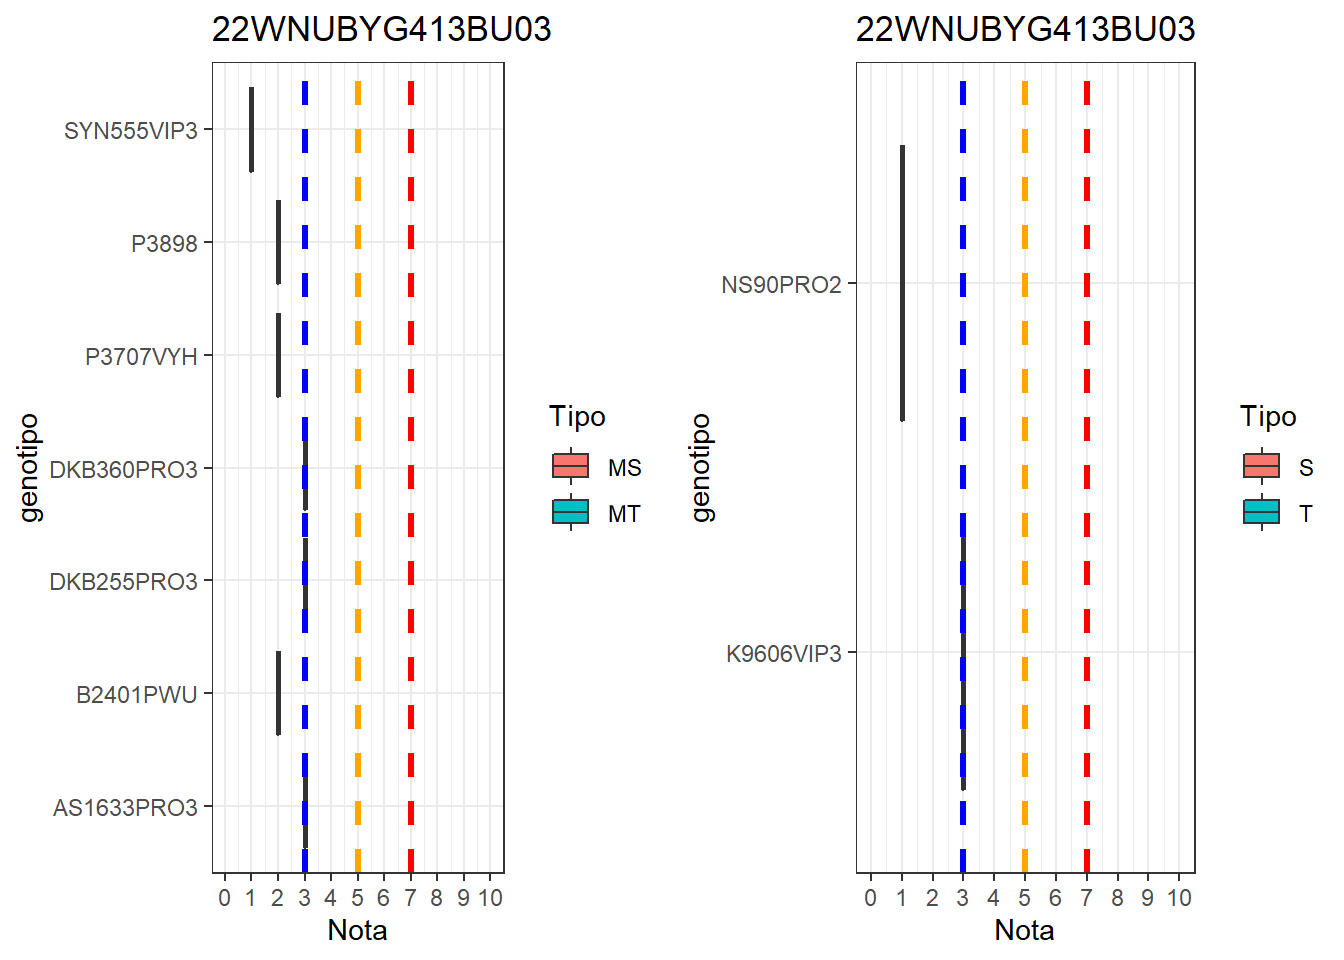 22WNUBYG413BU03
genotipo
SYN555VIP3
P3898
P3707VYH
DKB360PRO3
DKB255PRO3
B2401PWU
AS1633PRO3
0 1 2 3 4 5 6 7 8 9 10
Nota
Tipo
MS
MT
22WNUBYG413BU03
genotipo
NS90PRO2
K9606VIP3
0 1 2 3 4 5 6 7 8 9 10
Nota
Tipo
S
T